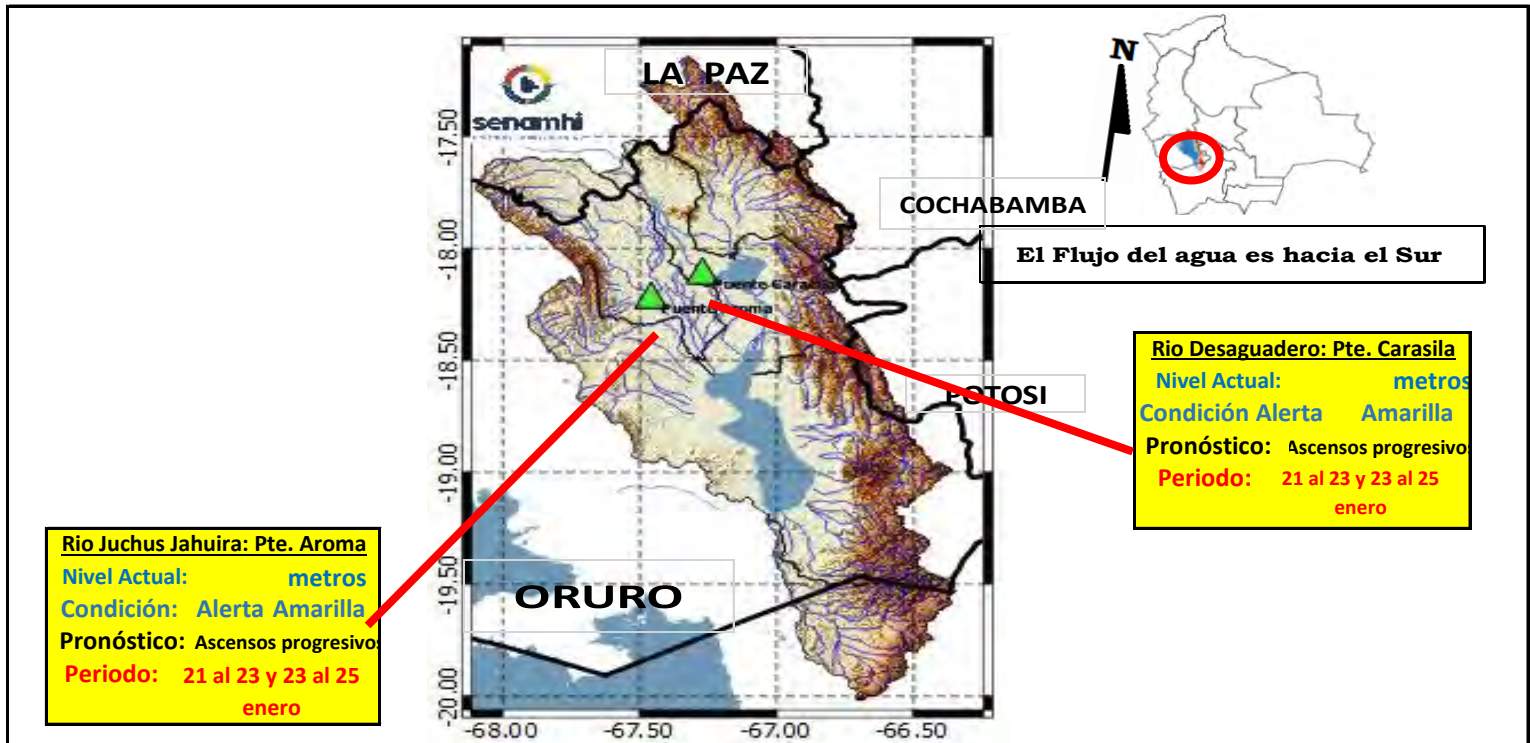 LA PAZ
senamhi
N
COCHABAMBA
El Flujo del agua es hacia el Sur
POTOSI
ORURO
Puente Aroma
-17.50
-18.00
-18.50
-19.00
-19.50
-20.00
-68.00 -67.50 -67.00 -66.50
Rio Desaguadero: Pte. Carasila
Nivel Actual: metros
Condición Alerta Amarilla
Pronóstico: Ascensos progresivo
Periodo: 21 al 23 y 23 al 25
enero
Rio Juchus Jahuira: Pte. Aroma
Nivel Actual: metros
Condición: Alerta Amarilla
Pronóstico: Ascensos progresivo
Periodo: 21 al 23 y 23 al 25
enero